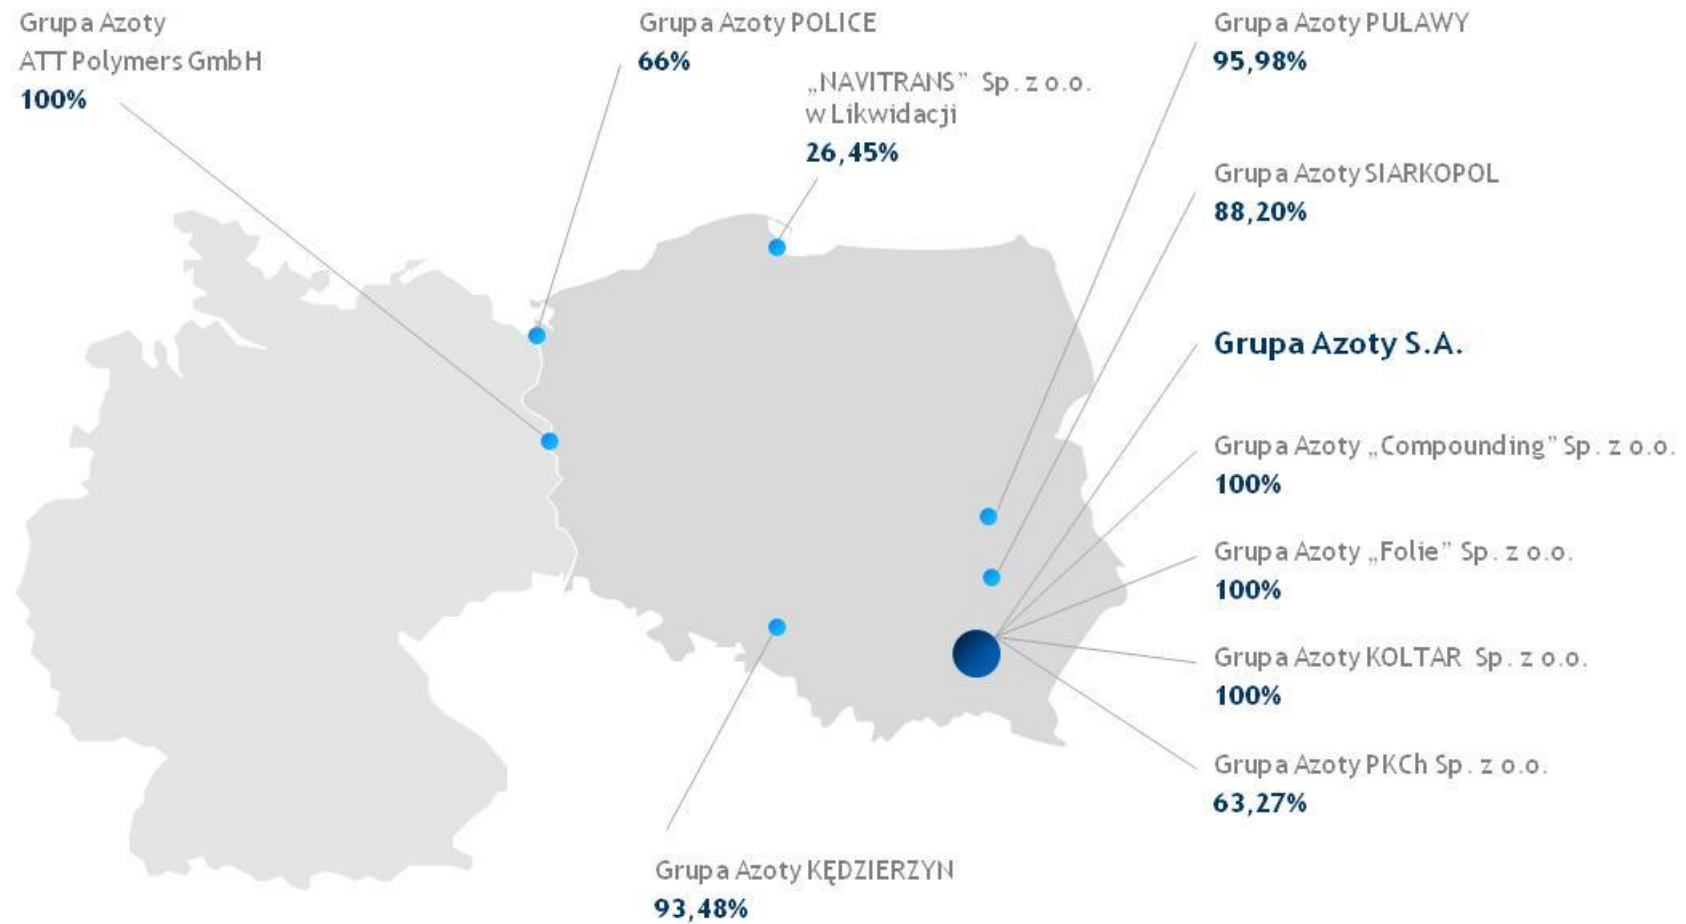 Grupa Azoty
ATT Polymers GmbH
100%
Grupa Azoty POLICE
66%
„NAVITRANS” Sp. z o.o.
w Likwidacji
26,45%
Grupa Azoty PUŁAWY
95,98%
Grupa Azoty SIARKOPOL
88,20%
Grupa Azoty S.A.
Grupa Azoty „Compounding” Sp. z o.o.
100%
Grupa Azoty „Folie” Sp. z o.o.
100%
Grupa Azoty KOLTAR Sp. z o.o.
100%
Grupa Azoty PKCh Sp. z o.o.
63,27%
Grupa Azoty KĘDZIERZYN
93,48%